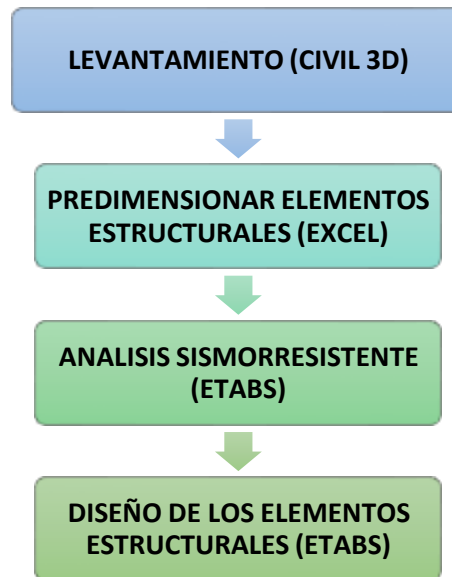 LEVANTAMIENTO (CIVIL 3D)
PREDIMENSIONAR ELEMENTOS
ESTRUCTURALES (EXCEL)
ANALISIS SISMORRESISTENTE
(ETABS)
DISEÑO DE LOS ELEMENTOS
ESTRUCTURALES (ETABS)